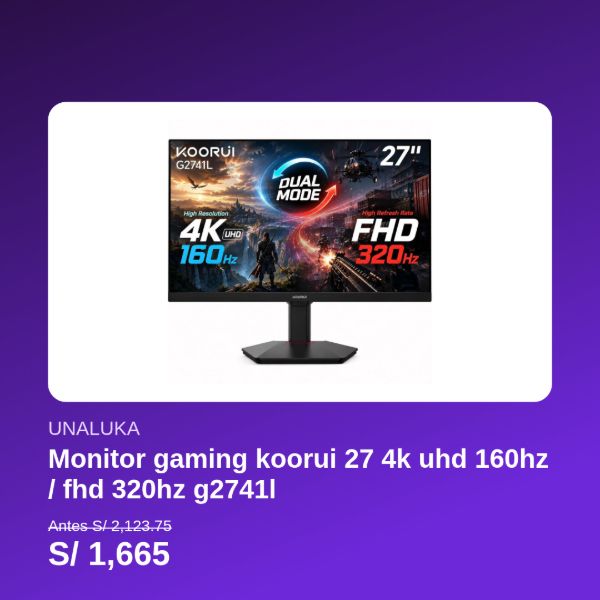 KOORUI
G2741L
27"
DUAL
MODE
High Resolution
4K UHD
160Hz
High Refresh Rate
FHD
320Hz
KOORUI
UNALUKA
Monitor gaming koorui 27 4k uhd 160hz
/ fhd 320hz g2741l
Antes S/ 2,123.75
S/ 1,665